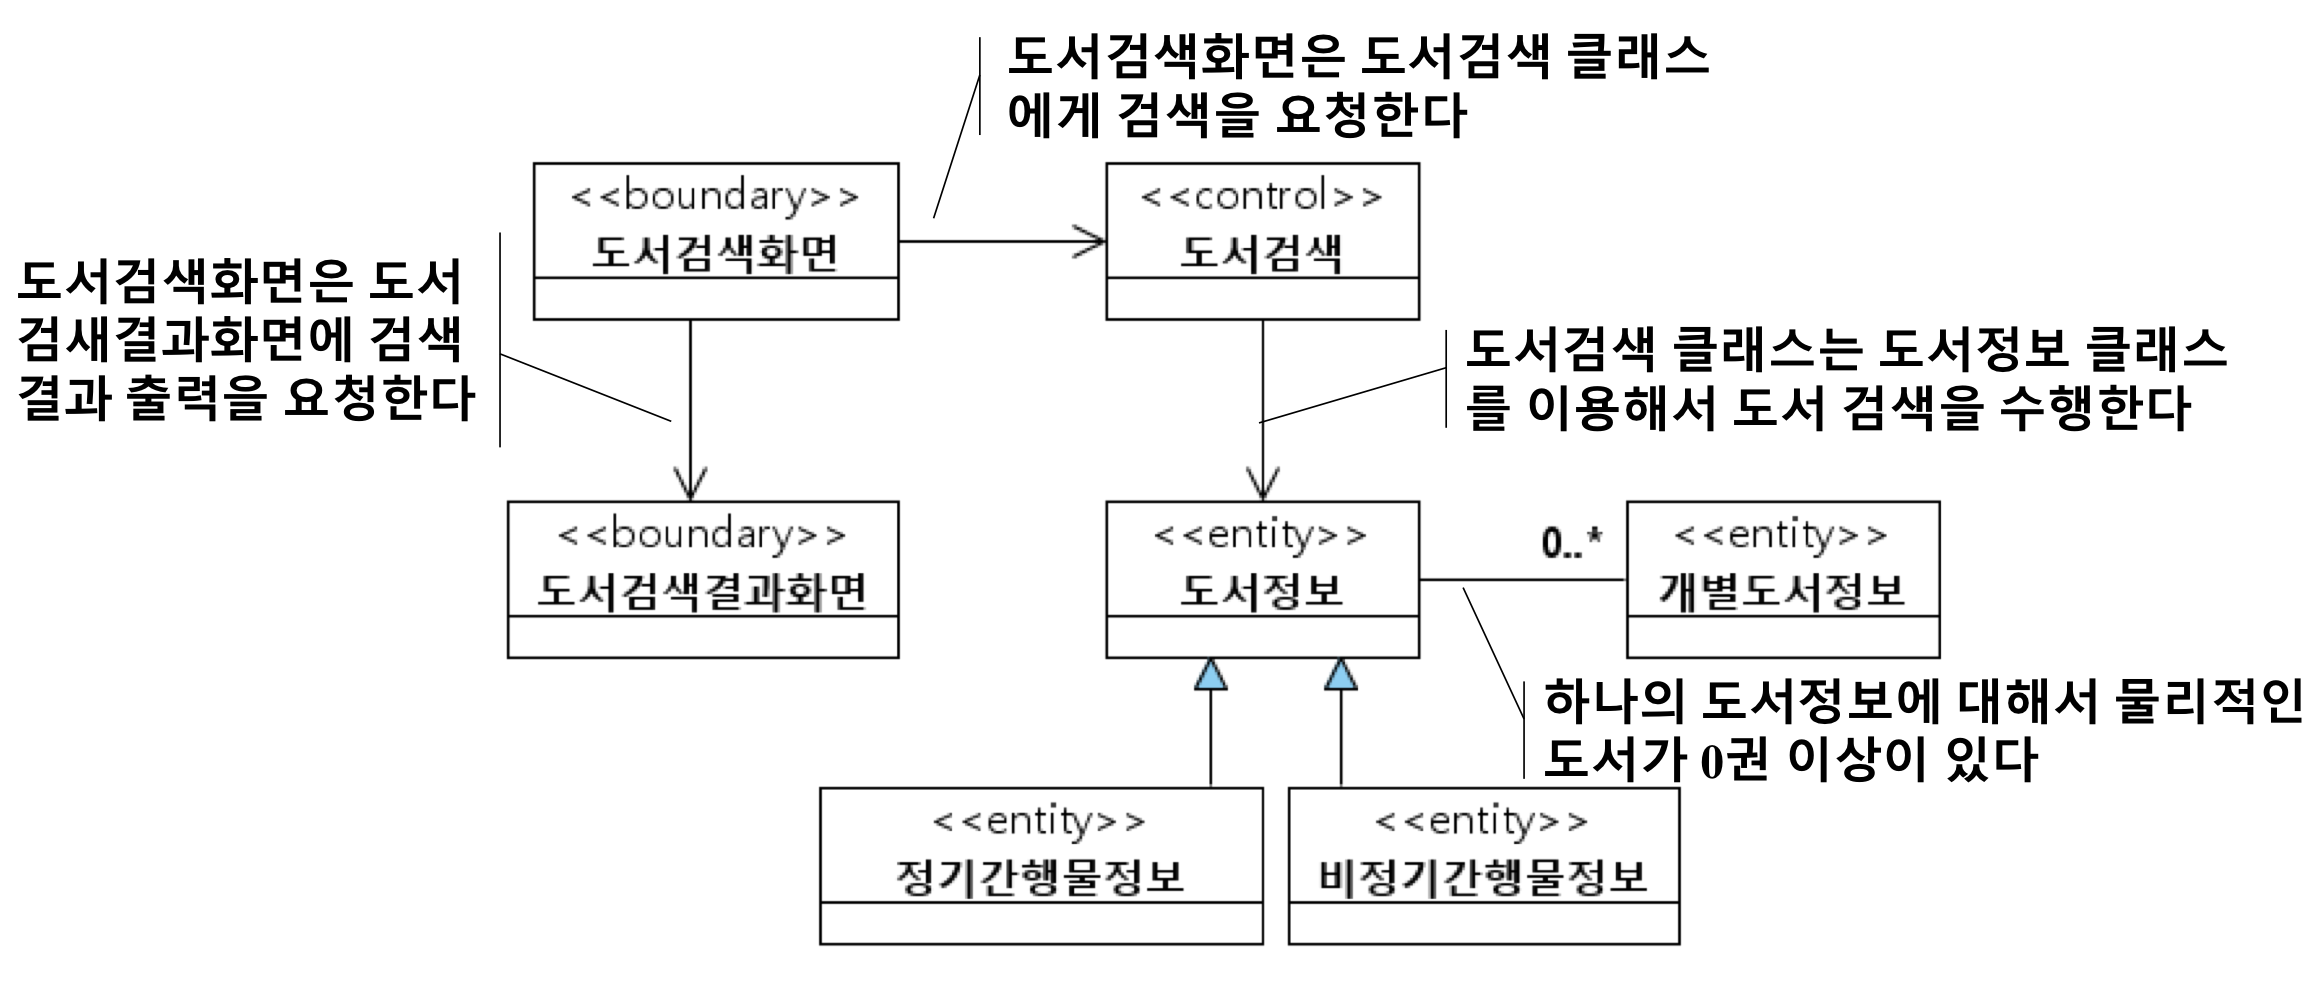 도서검색화면은 도서검색 클래스
에게 검색을 요청한다
<<boundary>>
도서검색화면
<<control>>
도서검색
도서검색화면은 도서
검새결과화면에 검색
결과 출력을 요청한다
도서검색 클래스는 도서정보 클래스
를 이용해서 도서 검색을 수행한다
<<boundary>>
도서검색결과화면
<<entity>>
도서정보
0..*
<<entity>>
개별도서정보
하나의 도서정보에 대해서 물리적인
도서가 0권 이상이 있다
<<entity>>
정기간행물정보
<<entity>>
비정기간행물정보